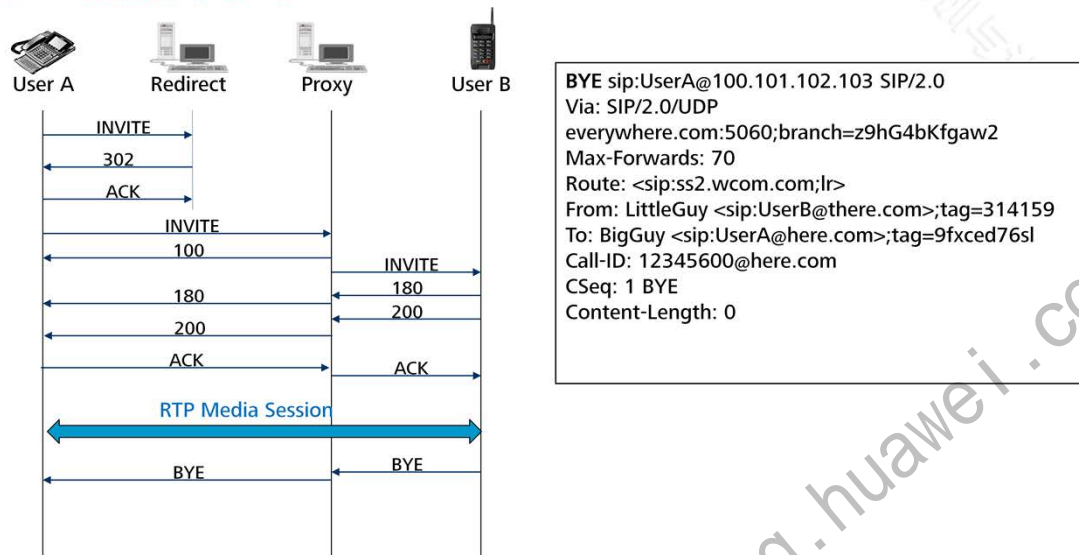 User A Redirect Proxy User B
INVITE
302
ACK
INVITE
100
INVITE
180
180
200
200
ACK
ACK
RTP Media Session
BYE
BYE
BYE sip:UserA@100.101.102.103 SIP/2.0
Via: SIP/2.0/UDP
everywhere.com:5060;branch=z9hG4bKfgaw2
Max-Forwards: 70
Route: <sip:ss2.wcom.com;lr>
From: LittleGuy <sip:UserB@there.com>;tag=314159
To: BigGuy <sip:UserA@here.com>;tag=9fxced76sl
Call-ID: 12345600@here.com
CSeq: 1 BYE
Content-Length: 0
.huawei.co